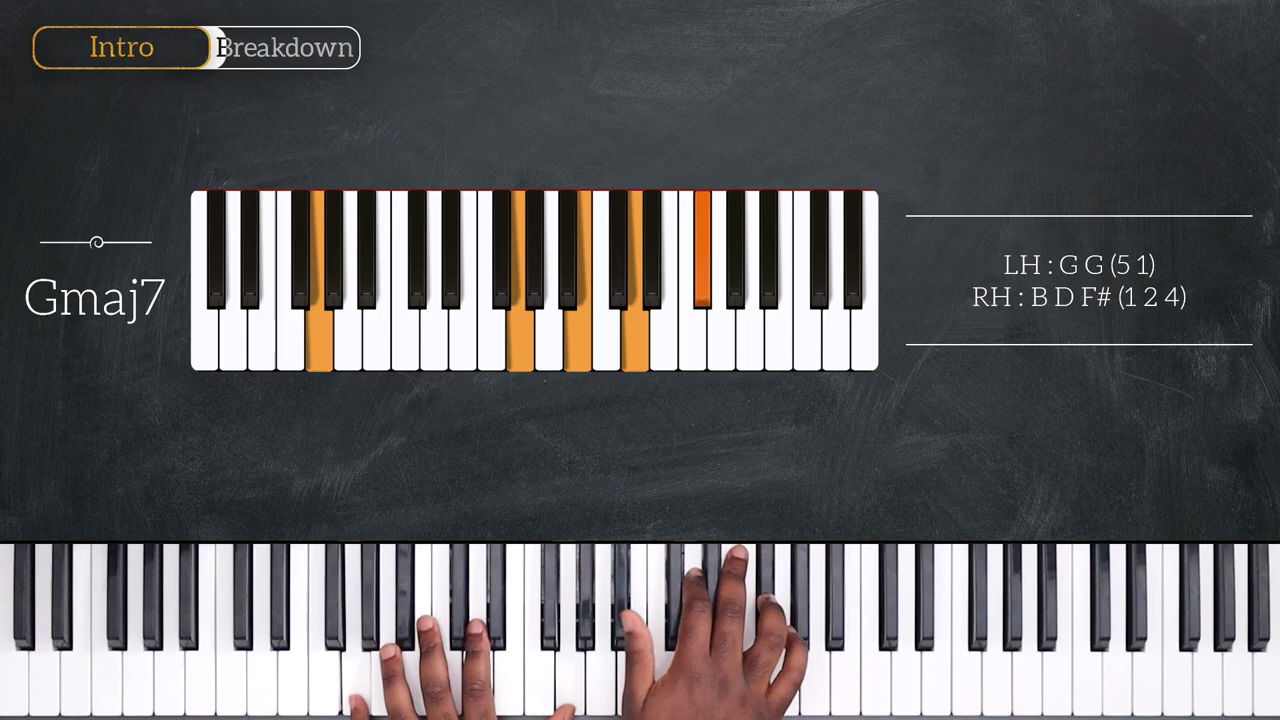 Intro
Breakdown
Gmaj7
LH : G G (5 1)
RH : B D F# (1 2 4)